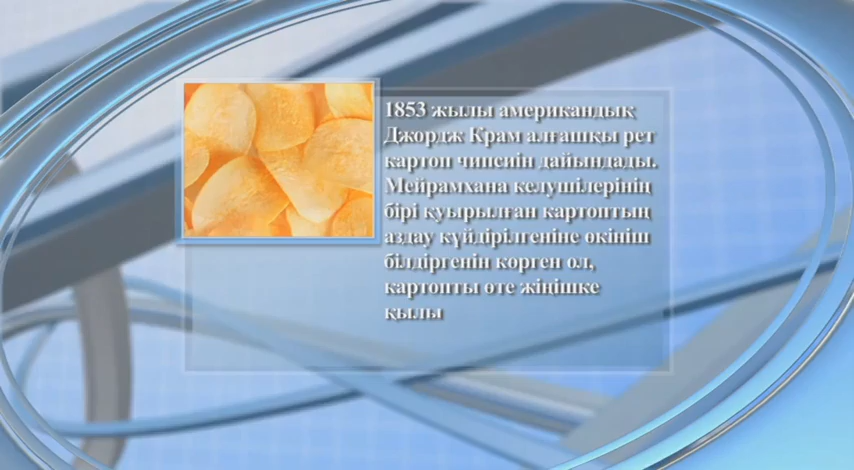 1853 жылы американдық
Джордж Крам алғашқы рет
картоп чипсиін дайындады.
Мейрамхана келушілерінің
бірі қуырылған картоптың
аздау күйдірілгеніне өкініш
білдіргенін көрген ол,
картопты өте жіңішке
қылы